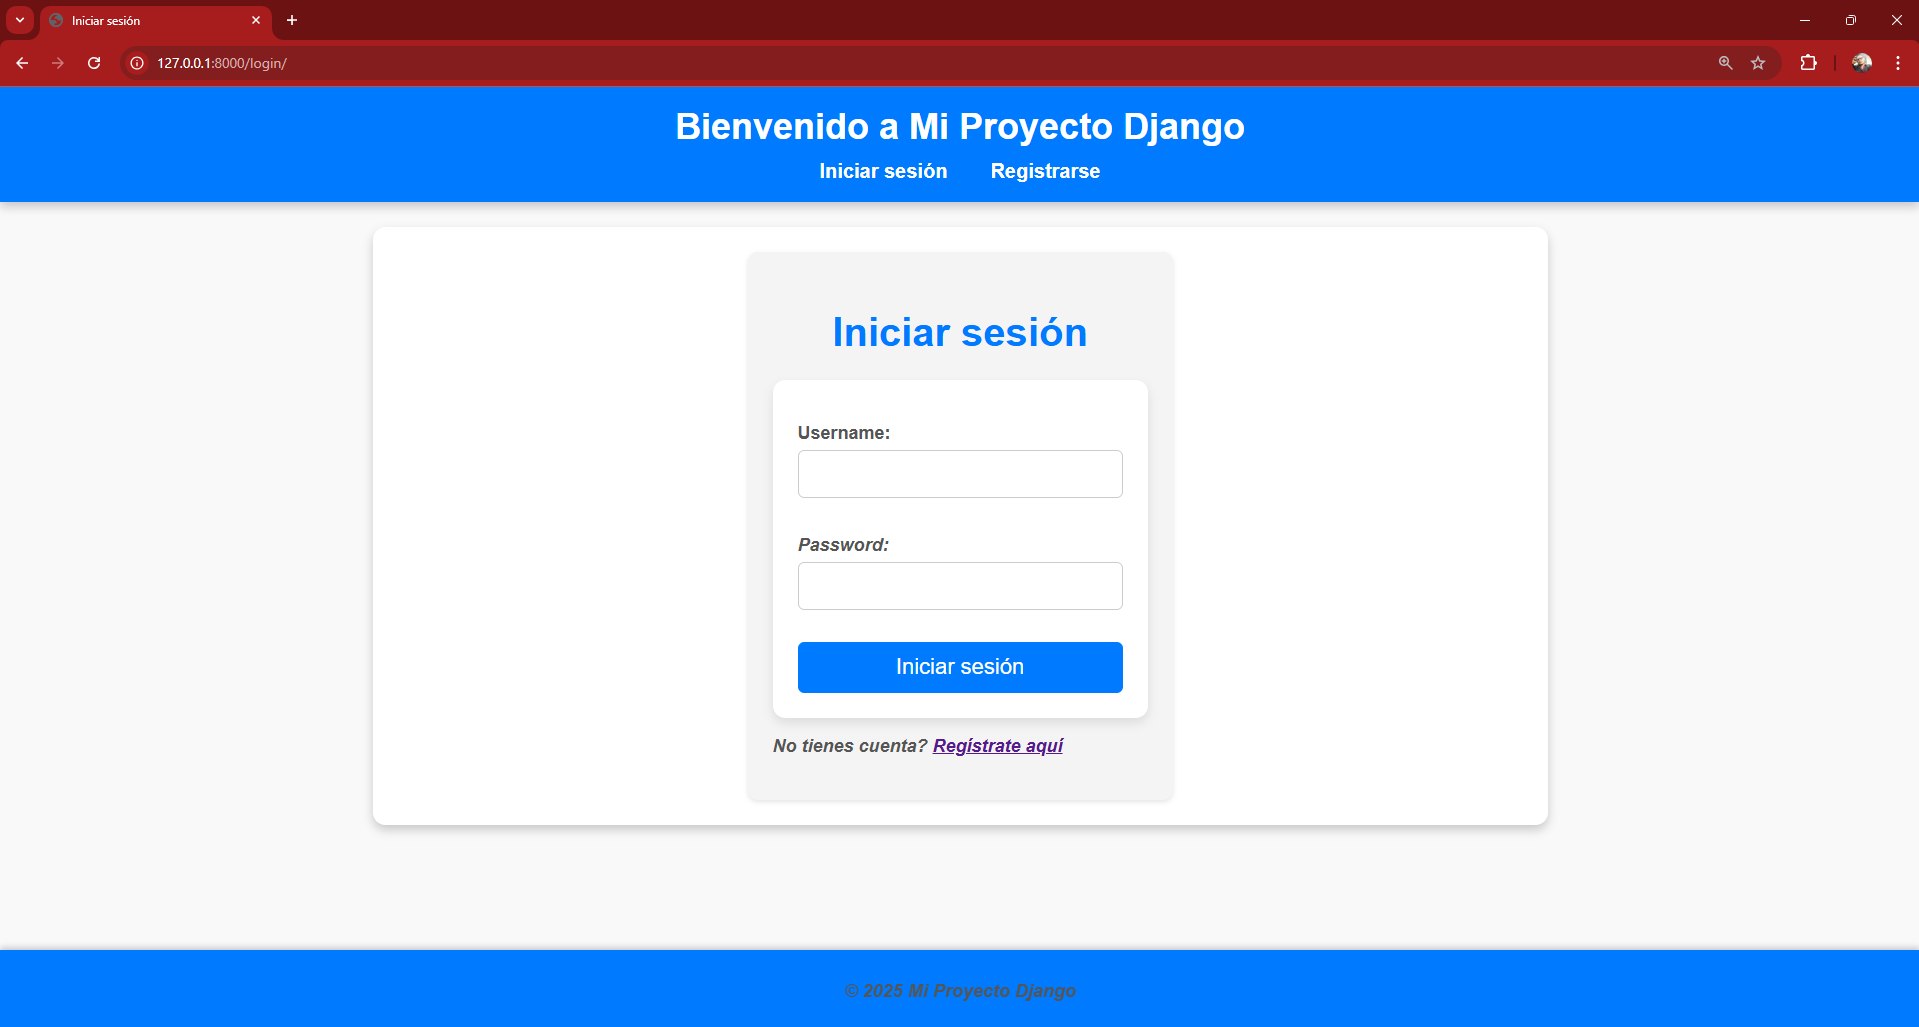 Iniciar sesión
127.0.0.1:8000/login/
Bienvenido a Mi Proyecto Django
Iniciar sesión Registrarse
Iniciar sesión
Username:
Password:
Iniciar sesión
No tienes cuenta? Regístrate aquí
© 2025 Mi Proyecto Django